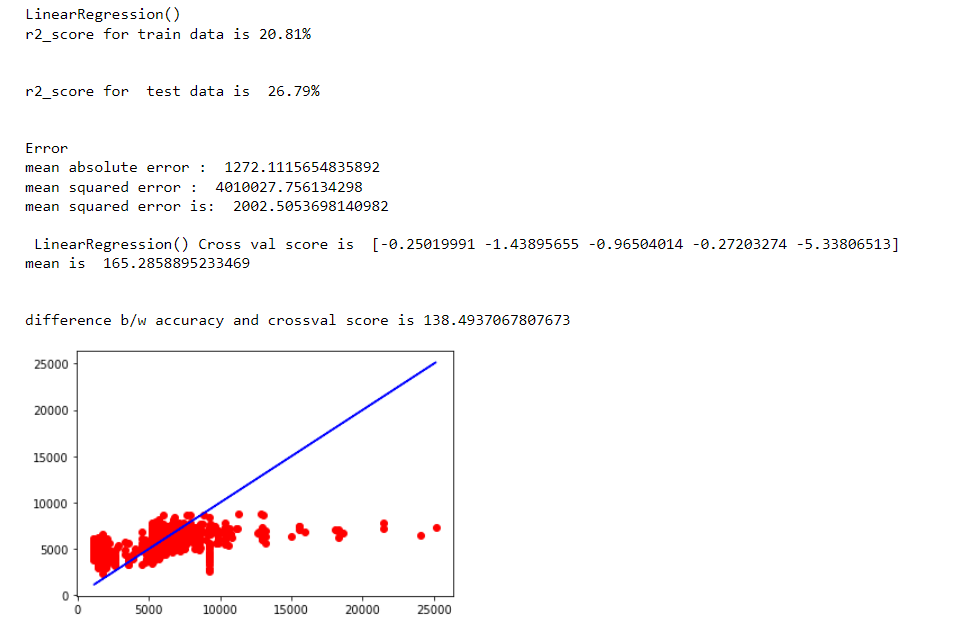 LinearRegression()
r2_score for train data is 20.81%
r2_score for  test data is  26.79%
Error
mean absolute error :  1272.1115654835892
mean squared error :  4010027.756134298
mean squared error is:  2002.5053698140982
LinearRegression() Cross val score is  [-0.25019991 -1.43895655 -0.96504014 -0.27203274 -5.33806513]
mean is  165.2858895233469
difference b/w accuracy and crossval score is 138.4937067807673
25000
20000
15000
10000
5000
0
0 5000 10000 15000 20000 25000